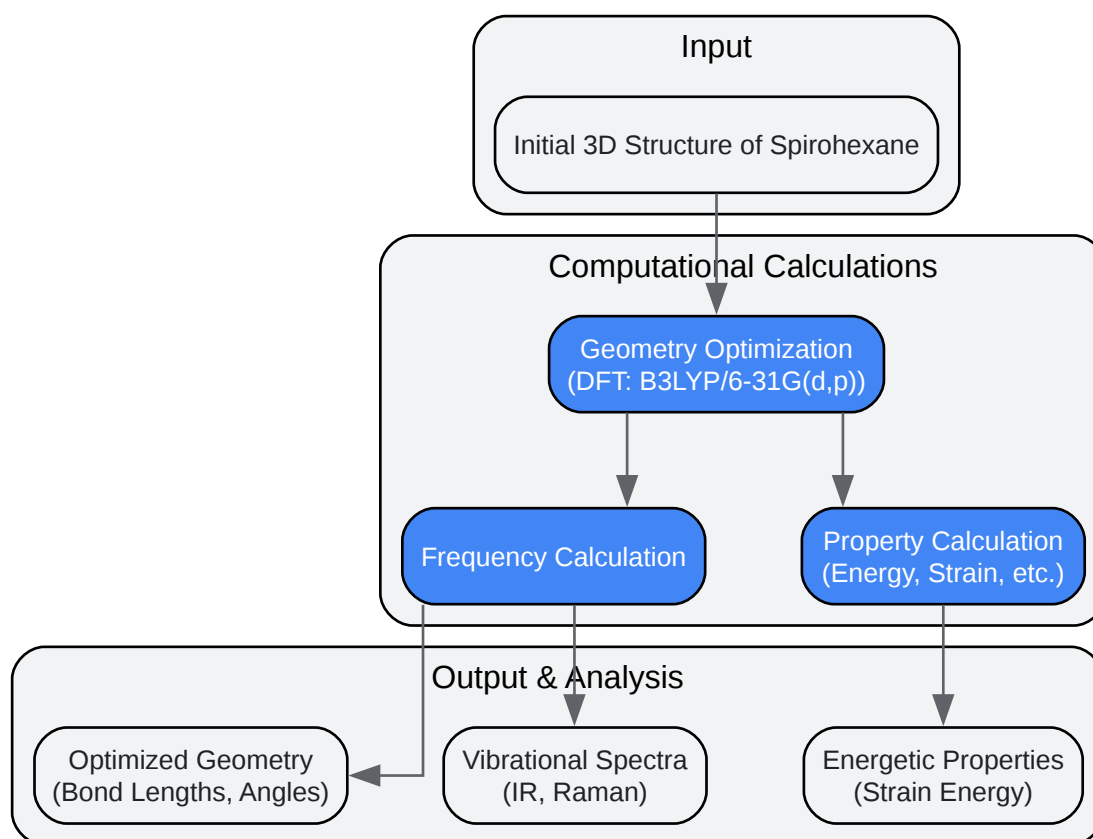 Input
Initial 3D Structure of Spirohexane
Computational Calculations
Geometry Optimization
(DFT: B3LYP/6-31G(d,p))
Frequency Calculation
Property Calculation
(Energy, Strain, etc.)
Output & Analysis
Optimized Geometry
(Bond Lengths, Angles)
Vibrational Spectra
(IR, Raman)
Energetic Properties
(Strain Energy)